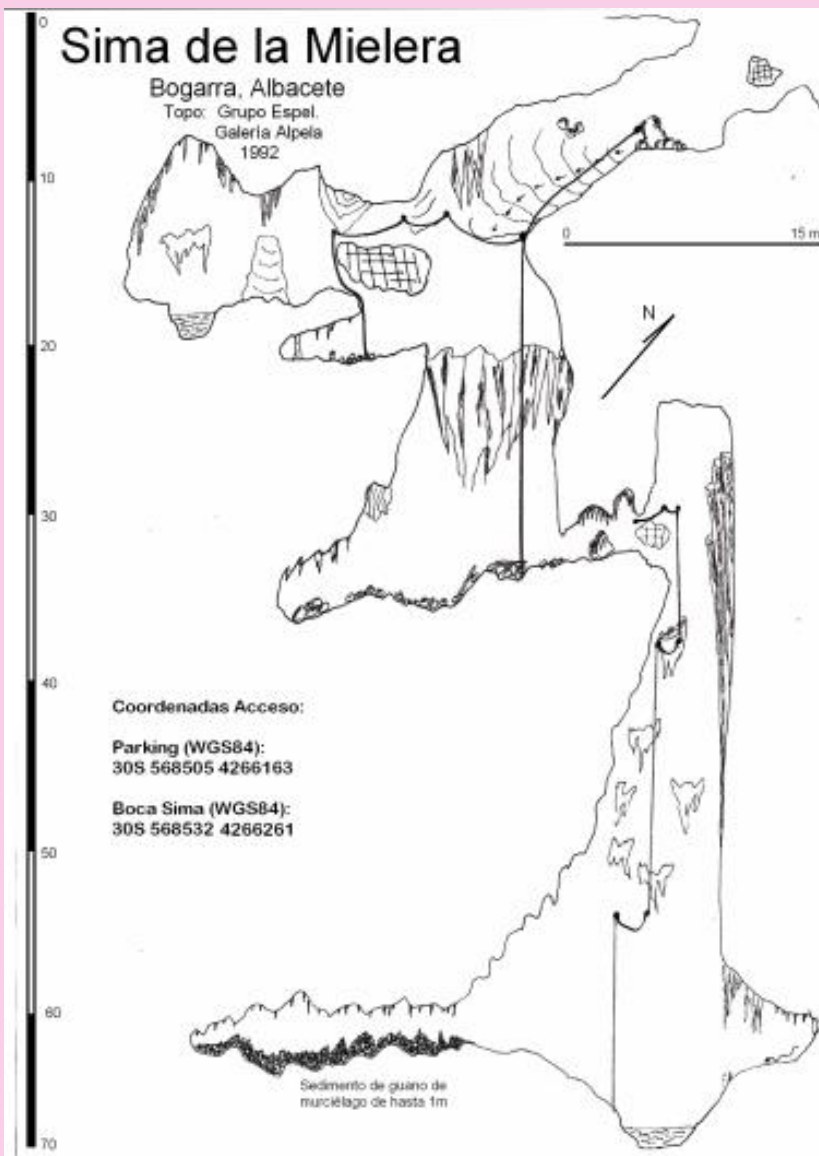 Sima de la Mielera
Bogarra, Albacete
Topo: Grupo Espel.
Galería Alpela
1992
0
10
20
30
40
50
60
70
0 15 m
N
Coordenadas Acceso:
Parking (WGS84):
30S 568505 4266163
Boca Sima (WGS84):
30S 568532 4266261
Sedimento de guano de
murciélago de hasta 1m